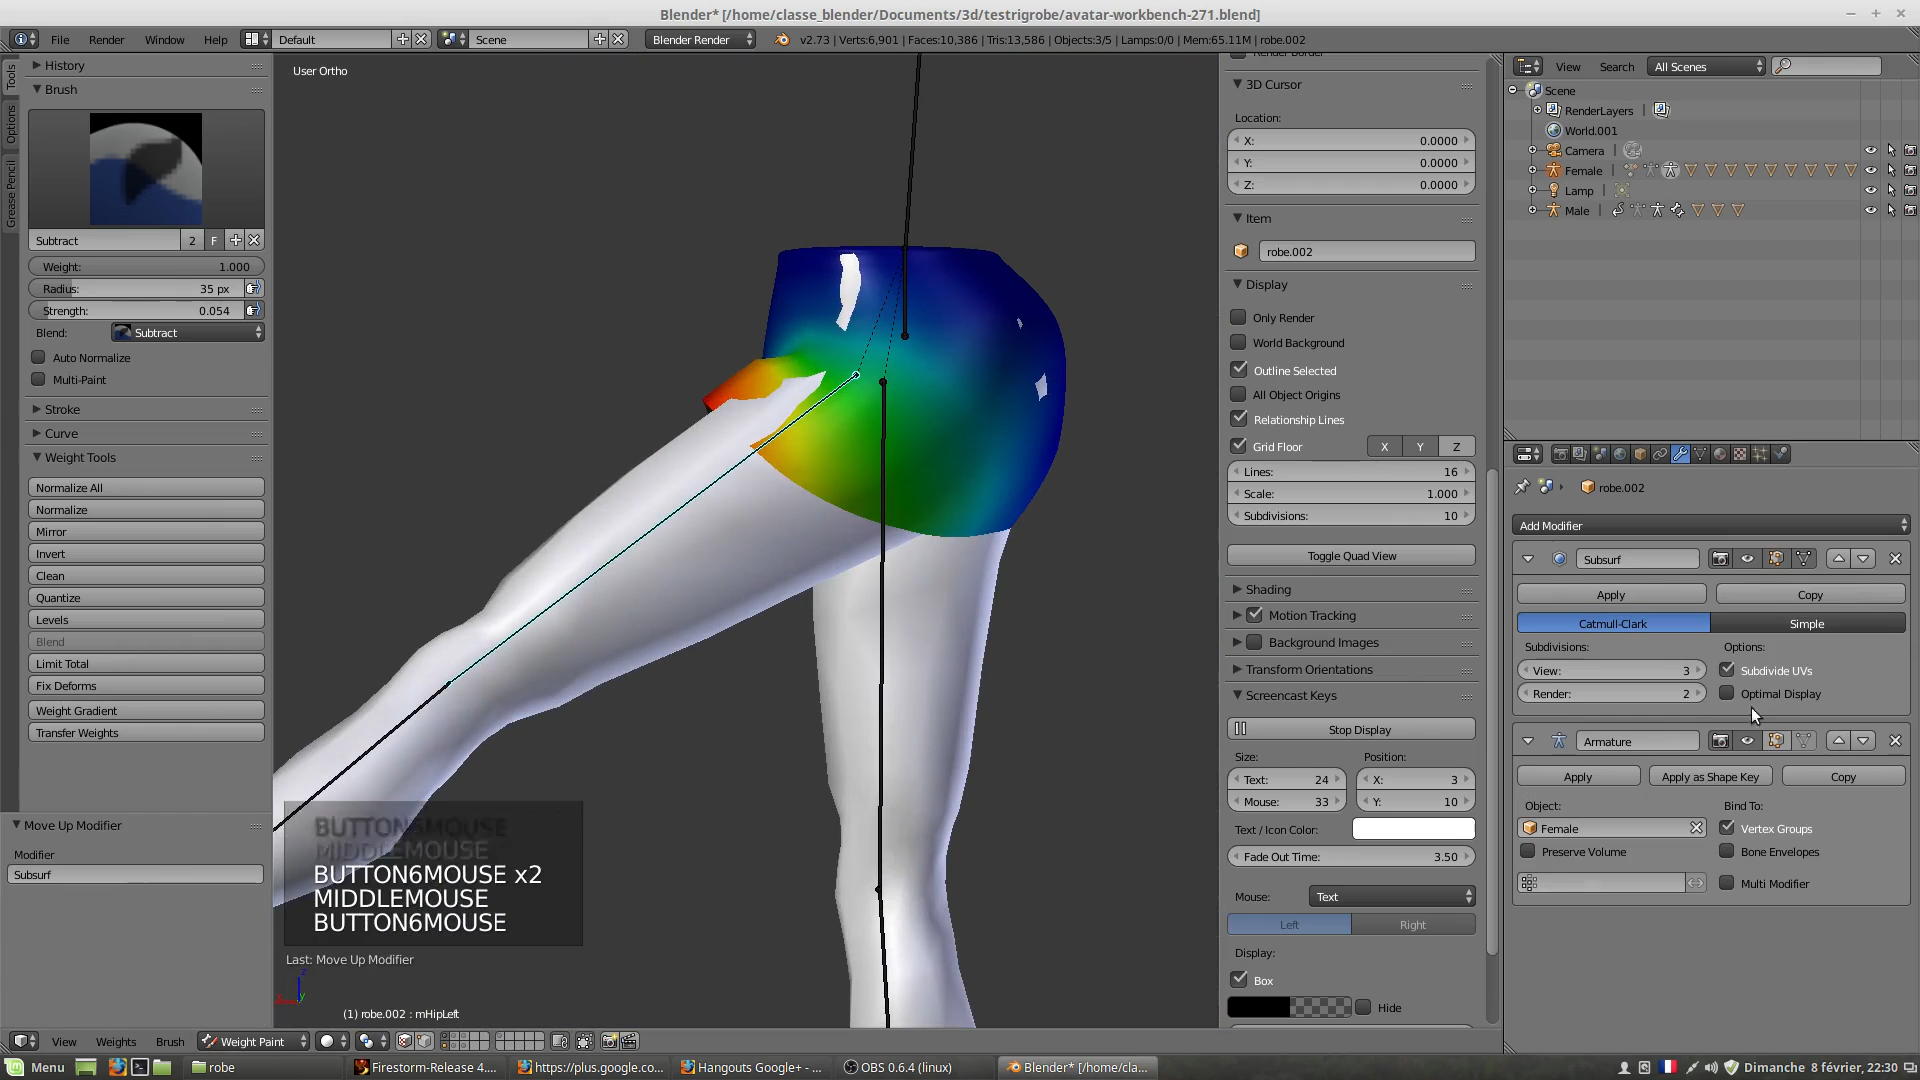 Blender* [/home/classe_blender/Documents/3d/testrigrobe/avatar-workbench-271.blend]
File Render Window Help Default Scene Blender Render v2.73 | Verts:6,901 | Faces:10,386 | Tris:13,586 | Objects:3/5 | Lamps:0/0 | Mem:65.11M | robe.002
Tools
Options
Grease Pencil
History
Brush
Subtract 2 F
Weight: 1.000
Radius: 35 px
Strength: 0.054
Blend: Subtract
Auto Normalize
Multi-Paint
Stroke
Curve
Weight Tools
Normalize All
Normalize
Mirror
Invert
Clean
Quantize
Levels
Blend
Limit Total
Fix Deforms
Weight Gradient
Transfer Weights
Move Up Modifier
Modifier
Subsurf
User Ortho
BUTTON6MOUSE
MIDDLEMOUSE
BUTTON6MOUSE x2
MIDDLEMOUSE
BUTTON6MOUSE
Last: Move Up Modifier
(1) robe.002 : mHipLeft
3D Cursor
Location:
X: 0.0000
Y: 0.0000
Z: 0.0000
Item
robe.002
Display
Only Render
World Background
Outline Selected
All Object Origins
Relationship Lines
Grid Floor X Y Z
Lines: 16
Scale: 1.000
Subdivisions: 10
Toggle Quad View
Shading
Motion Tracking
Background Images
Transform Orientations
Screencast Keys
Stop Display
Size: Position:
Text: 24 X: 3
Mouse: 33 Y: 10
Text / Icon Color:
Fade Out Time: 3.50
Mouse: Text
Left Right
Display:
Box
Hide
View Search All Scenes
Scene
RenderLayers
World.001
Camera
Female
Lamp
Male
robe.002
Add Modifier
Subsurf
Apply Copy
Catmull-Clark Simple
Subdivisions: Options:
View: 3 Subdivide UVs
Render: 2 Optimal Display
Armature
Apply Apply as Shape Key Copy
Object: Bind To:
Female Vertex Groups
Preserve Volume Bone Envelopes
Multi Modifier
View Weights Brush Weight Paint
Menu robe Firestorm-Release 4.... https://plus.google.co... Hangouts Google+ - ... OBS 0.6.4 (linux) Blender* [/home/cla... Dimanche 8 février, 22:30